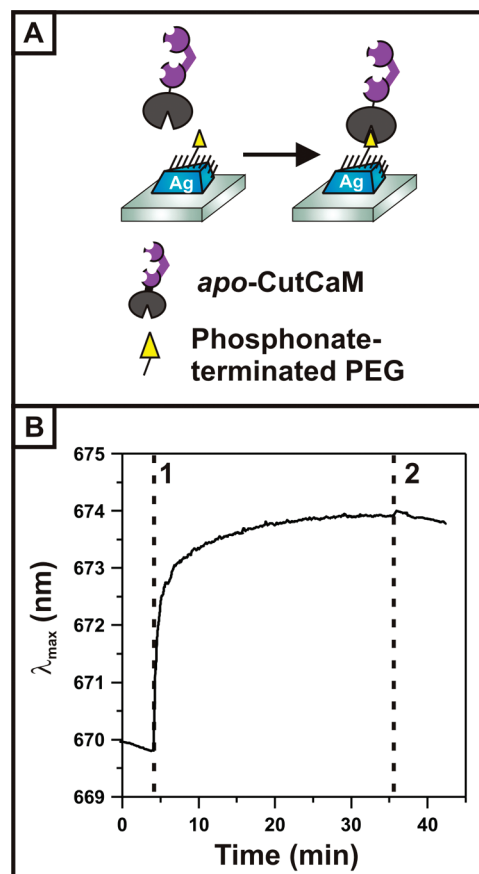 A
Ag
Ag
apo-CutCaM
Phosphonate-
terminated PEG
B
675
674
673
672
671
670
669
1
2
λmax (nm)
0
10
20
30
40
Time (min)